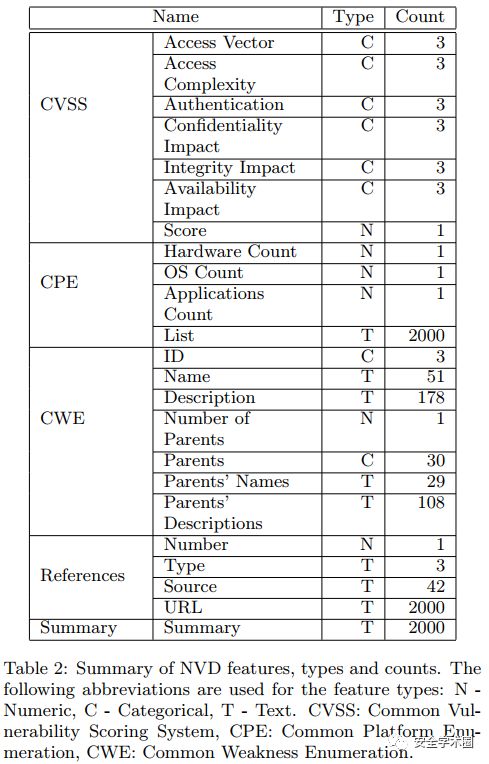 Name Type Count
CVSS
Access Vector C 3
Access C 3
Complexity
Authentication C 3
Confidentiality C 3
Impact
Integrity Impact C 3
Availability C 3
Impact
Score N 1
CPE
Hardware Count N 1
OS Count N 1
Applications N 1
Count
List T 2000
CWE
ID C 3
Name T 51
Description T 178
Number of N 1
Parents
Parents C 30
Parents' Names T 29
Parents' T 108
Descriptions
References
Number N 1
Type T 3
Source T 42
URL T 2000
Summary Summary T 2000
Table 2: Summary of NVD features, types and counts. The
following abbreviations are used for the feature types: N -
Numeric, C - Categorical, T - Text. CVSS: Common Vul-
nerability Scoring System, CPE: Common Platform Enu-
meration, CWE: Common Weakness Enumeration.
安全学术圈